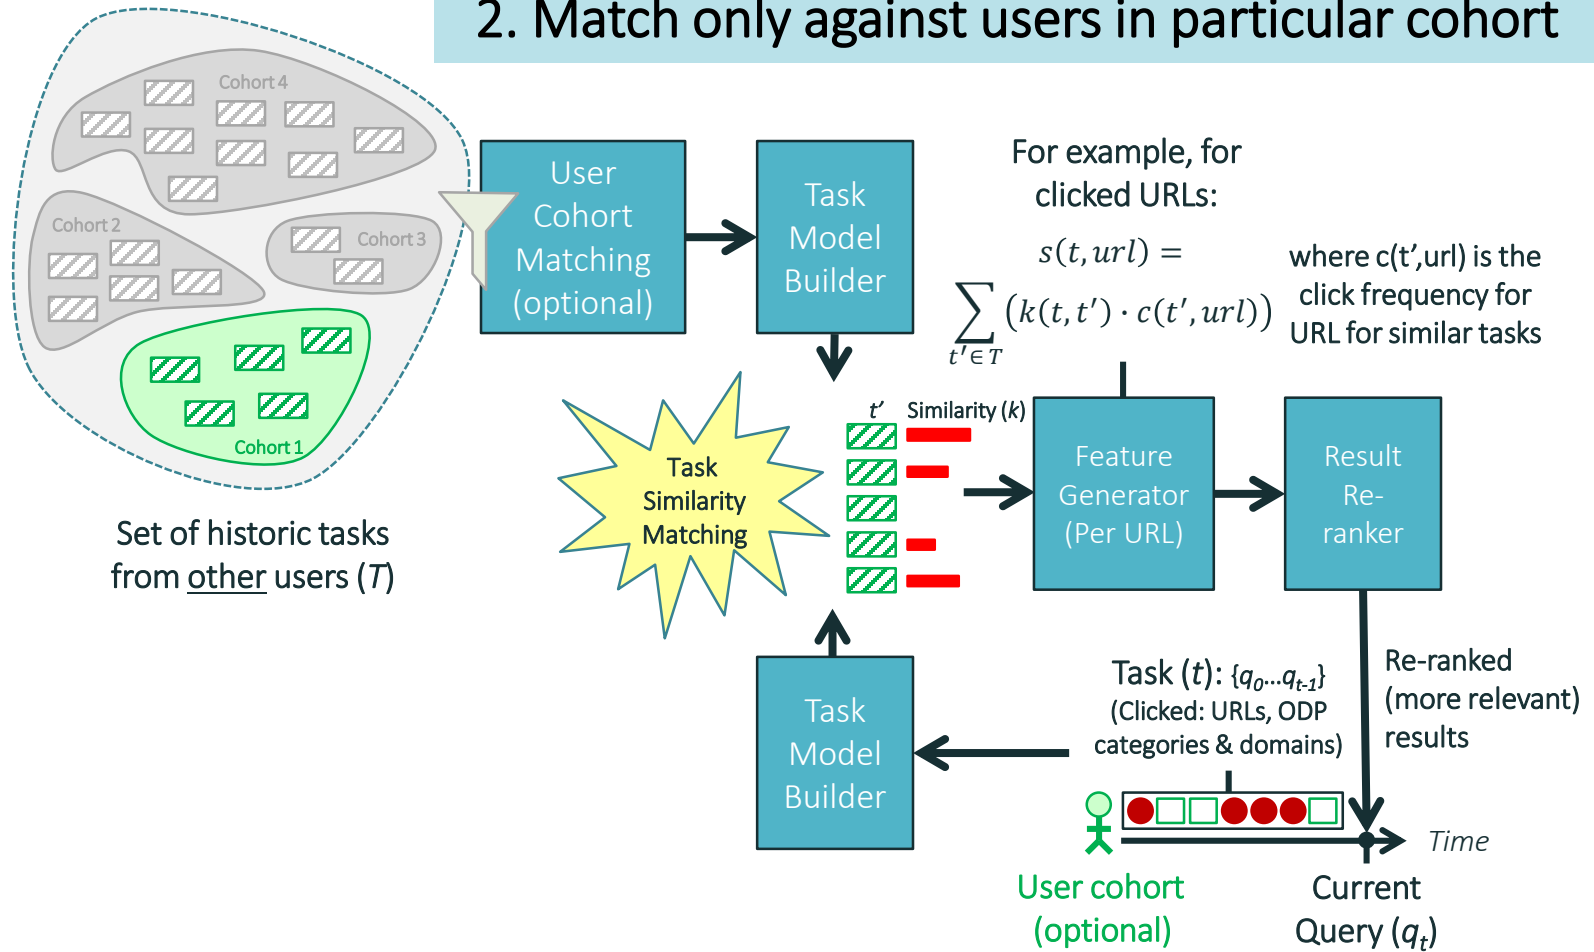 2. Match only against users in particular cohort
Cohort 4
Cohort 2
Cohort 3
Cohort 1
Set of historic tasks
from other users (T)
User
Cohort
Matching
(optional)
Task
Model
Builder
For example, for
clicked URLs:
s(t,url) =
∑ (k(t,t′) · c(t′,url))
t′∈T
where c(t’,url) is the
click frequency for
URL for similar tasks
Task
Similarity
Matching
t’ Similarity (k)
Feature
Generator
(Per URL)
Result
Re-
ranker
Task
Model
Builder
Task (t): {q0...qt-1}
(Clicked: URLs, ODP
categories & domains)
Re-ranked
(more relevant)
results
Time
User cohort
(optional)
Current
Query (qt)